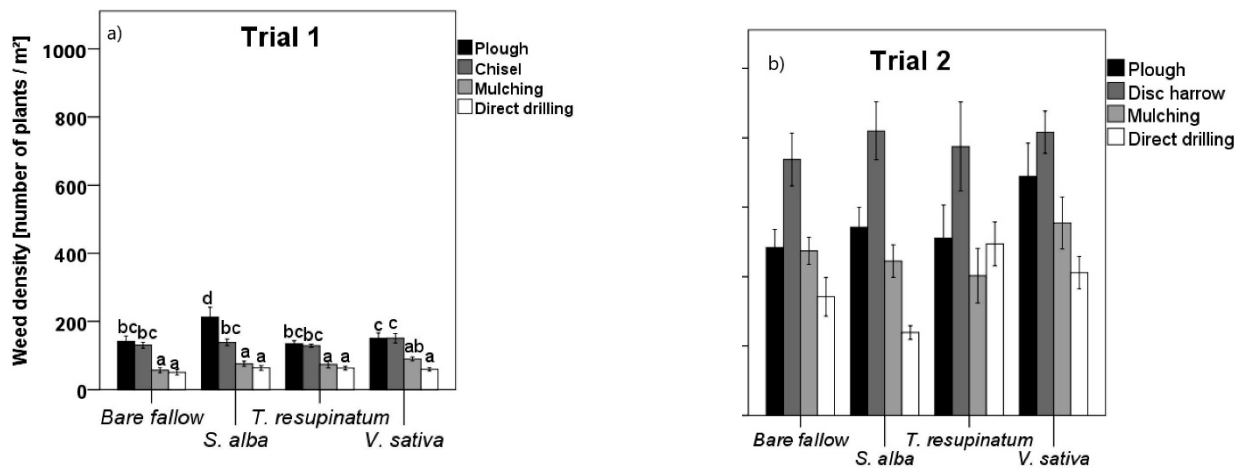 a)
Trial 1
Weed density [number of plants / m²]
1000
800
600
400
200
0
Plough
Chisel
Mulching
Direct drilling
bc bc a a
d bc a a
bc bc a a
c c ab a
Bare fallow
S. alba
T. resupinatum
V. sativa
b)
Trial 2
Plough
Disc harrow
Mulching
Direct drilling
Bare fallow
S. alba
T. resupinatum
V. sativa